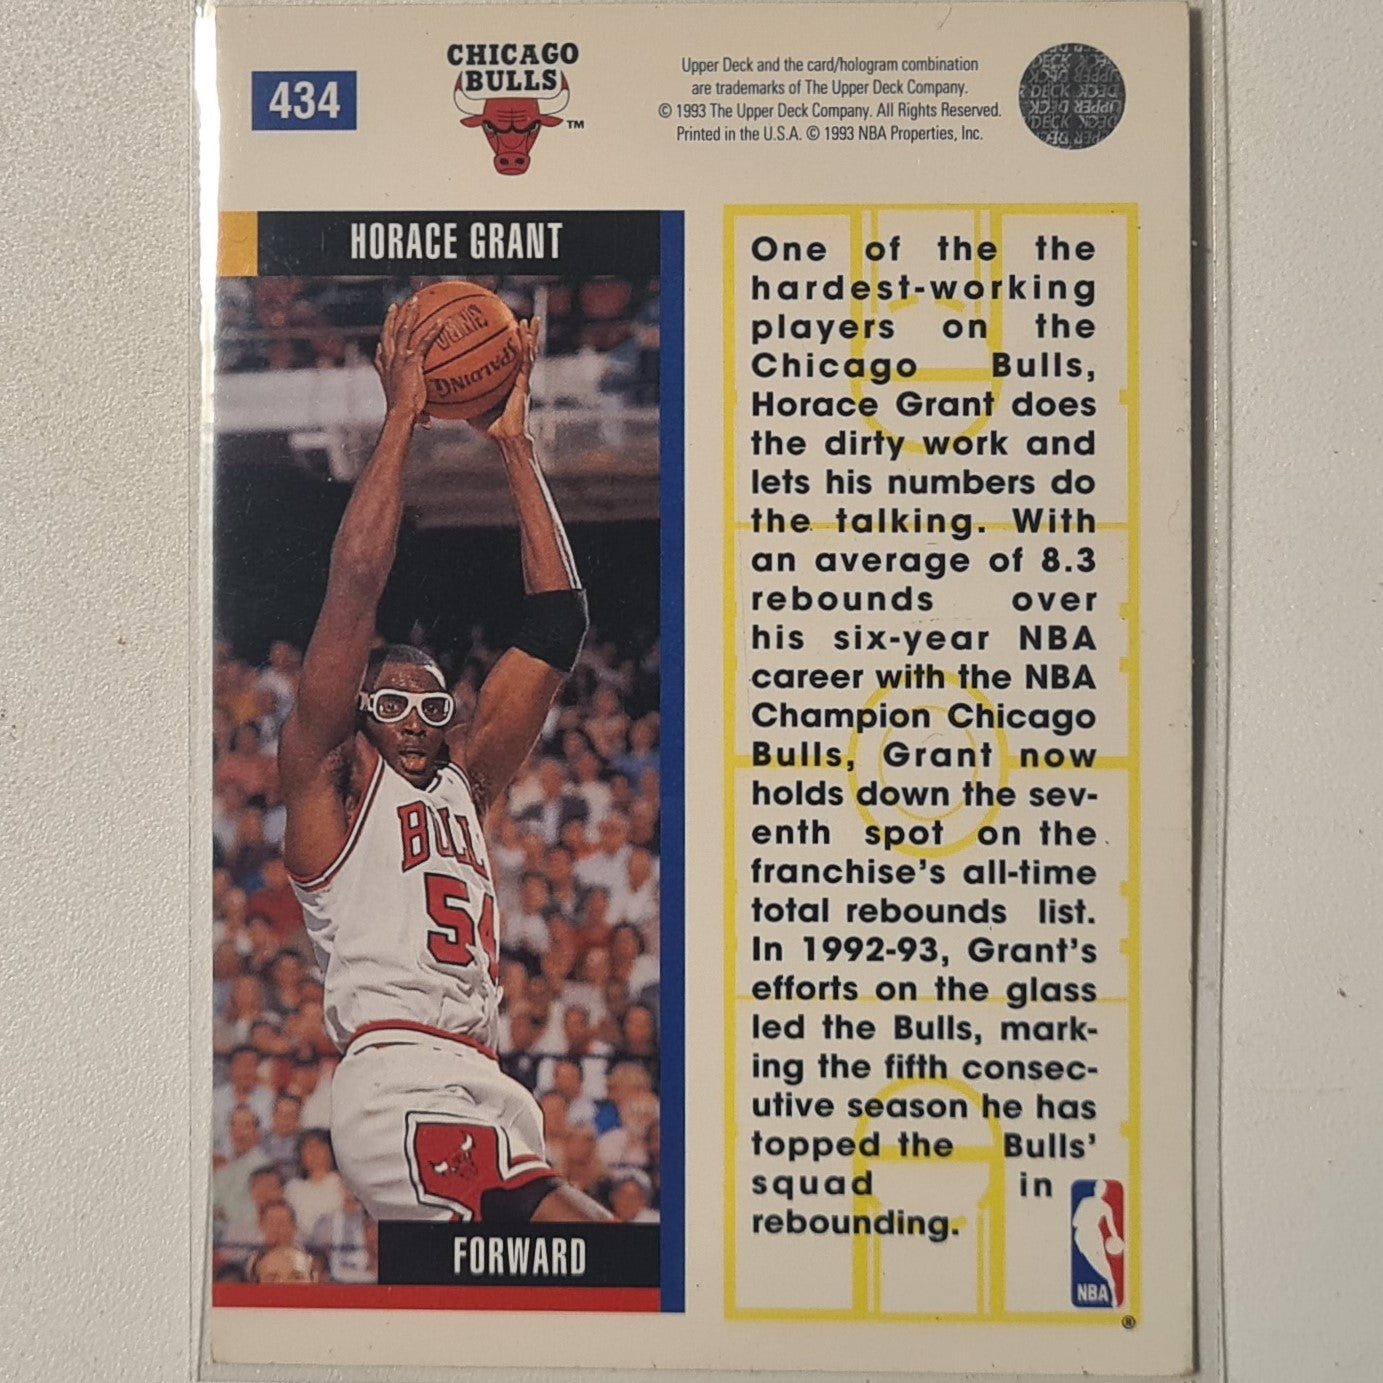 434
CHICAGO
BULLS
TM
Upper Deck and the card/hologram combination
are trademarks of The Upper Deck Company.
© 1993 The Upper Deck Company. All Rights Reserved.
Printed in the U.S.A. © 1993 NBA Properties, Inc.
UPPER DECK
HORACE GRANT
SPALDING
BULLS
54
FORWARD
One of the the
hardest-working
players on the
Chicago Bulls,
Horace Grant does
the dirty work and
lets his numbers do
the talking. With
an average of 8.3
rebounds over
his six-year NBA
career with the NBA
Champion Chicago
Bulls, Grant now
holds down the sev-
enth spot on the
franchise's all-time
total rebounds list.
In 1992-93, Grant's
efforts on the glass
led the Bulls, mark-
ing the fifth consec-
utive season he has
topped the Bulls'
squad in
rebounding.
NBA
®